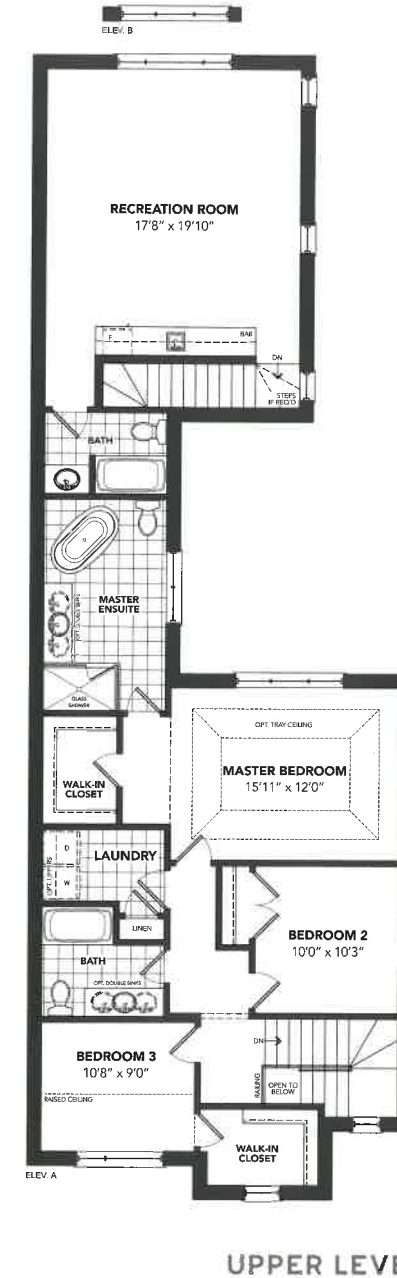 ELEV. B
RECREATION ROOM
17'8" x 19'10"
F
BAR
DN
STEPS
IF REQ'D
BATH
MASTER
ENSUITE
GLASS
SHOWER
OPT. TRAY CEILING
MASTER BEDROOM
15'11" x 12'0"
WALK-IN
CLOSET
LAUNDRY
OPT. UPPERS
D
W
LINEN
BEDROOM 2
10'0" x 10'3"
BATH
OPT. DOUBLE SINKS
BEDROOM 3
10'8" x 9'0"
DN
RAILING
OPEN TO
BELOW
RAISED CEILING
WALK-IN
CLOSET
ELEV. A
UPPER LEVE